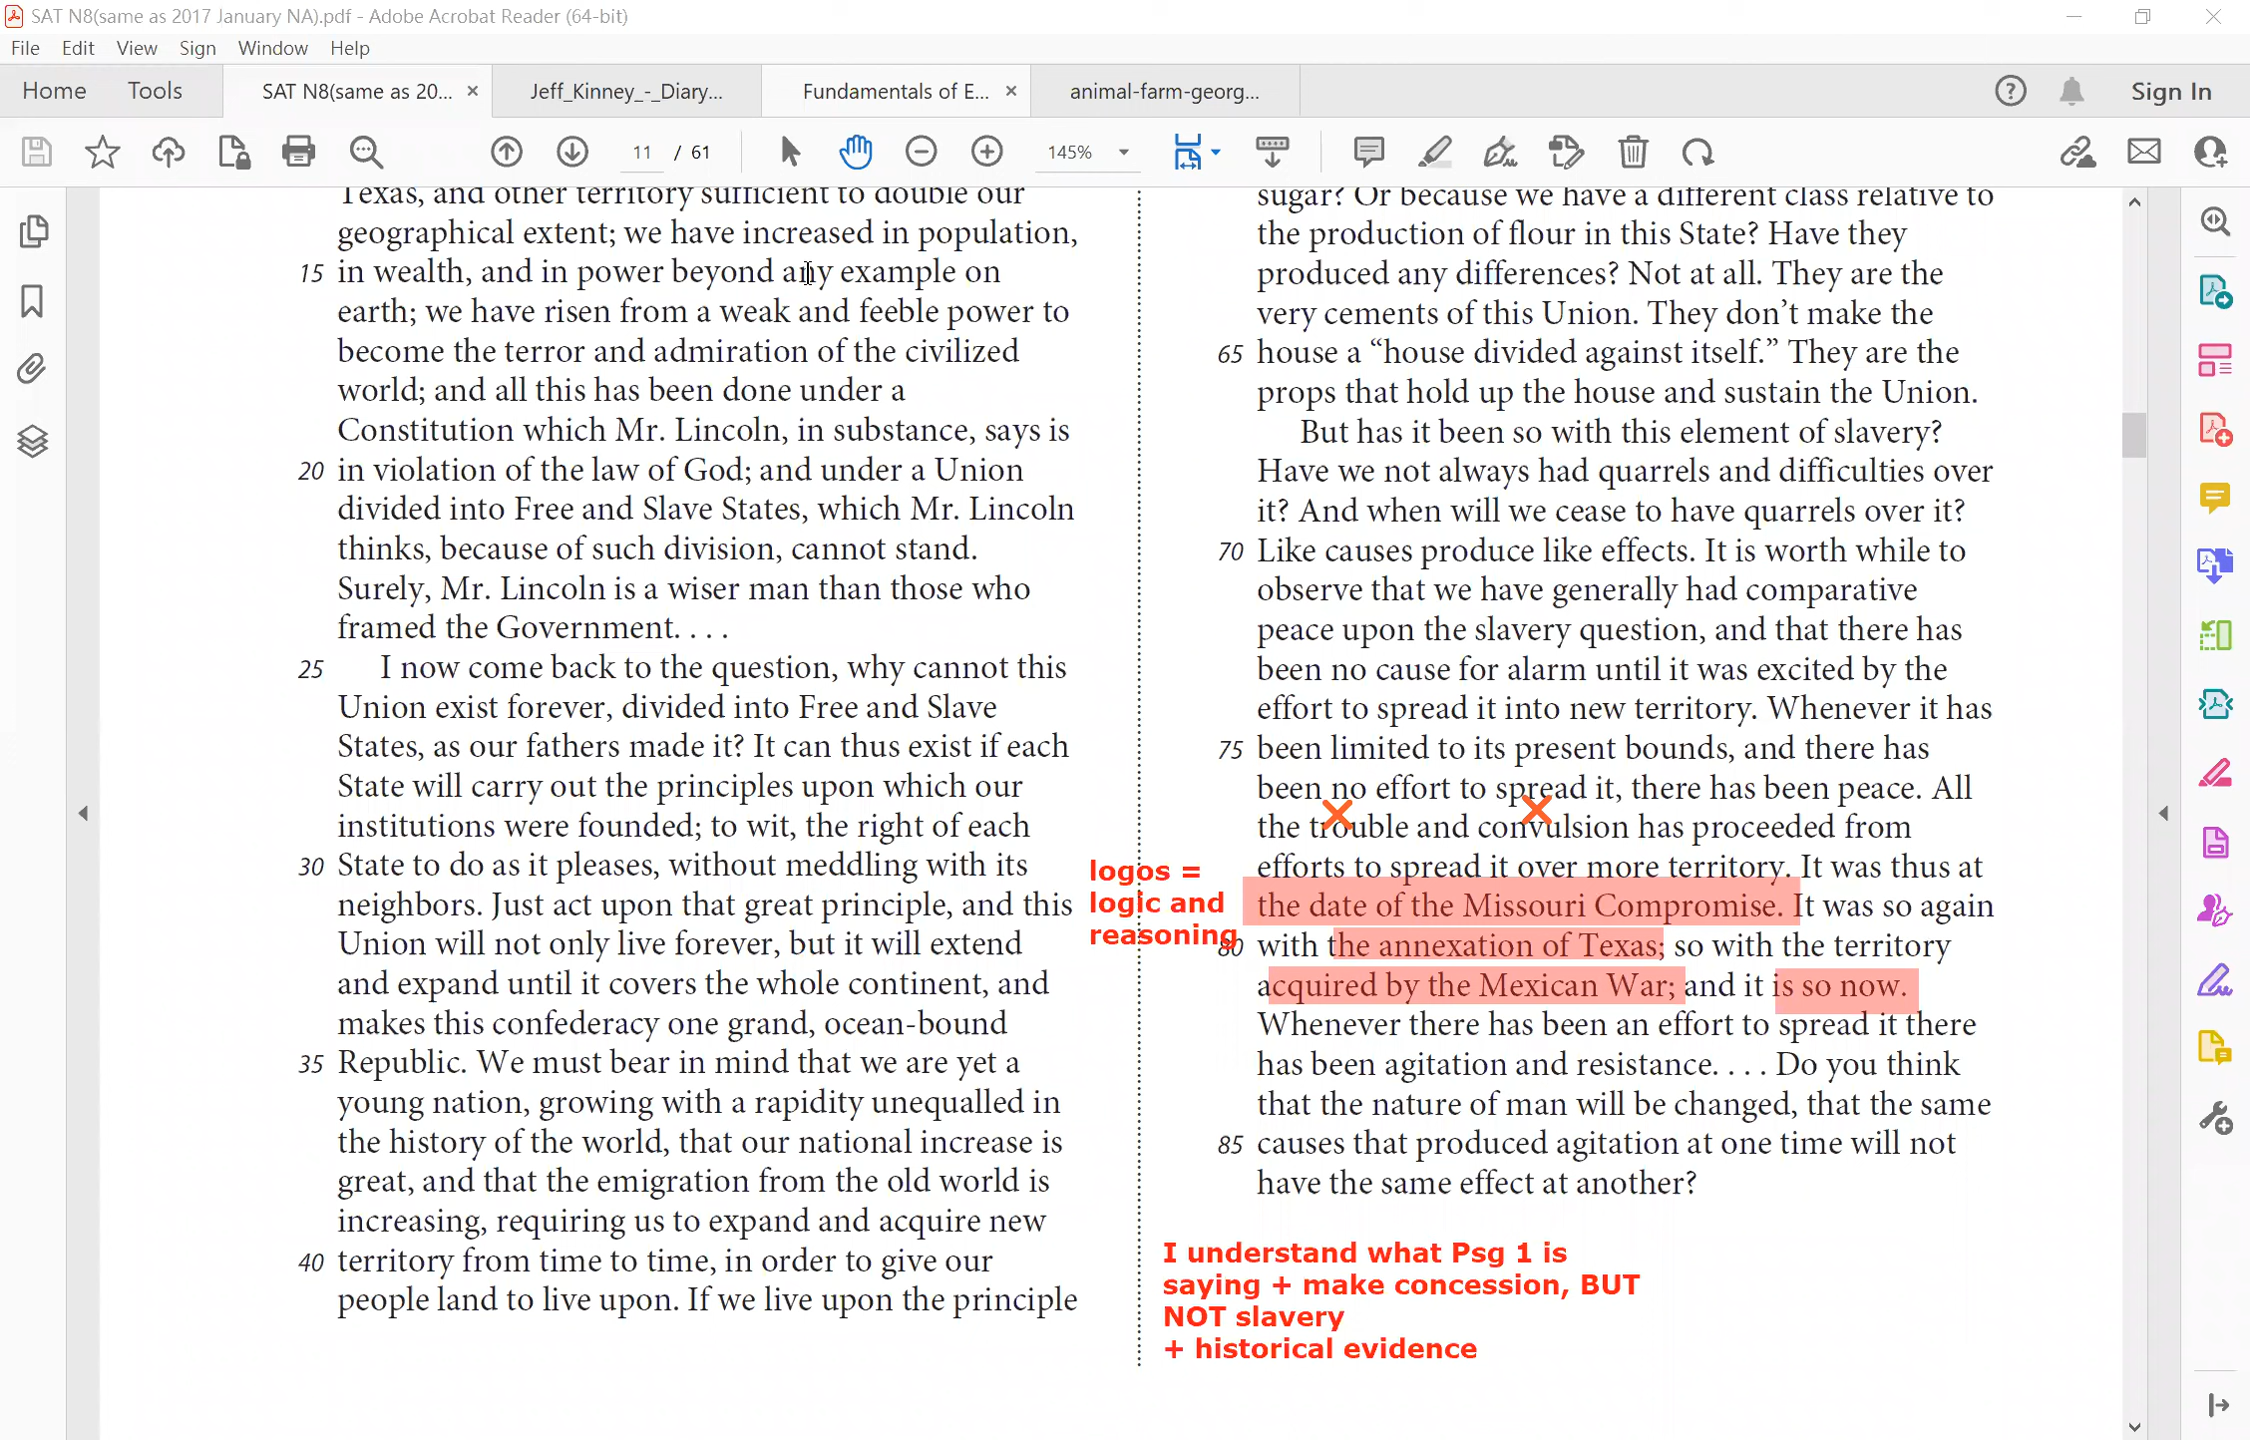 SAT N8(same as 2017 January NA).pdf - Adobe Acrobat Reader (64-bit)
File Edit View Sign Window Help
Home Tools SAT N8(same as 20... × Jeff_Kinney_-_Diary... Fundamentals of E... × animal-farm-georg... Sign In
11 / 61 145%
Texas, and other territory sufficient to double our
geographical extent; we have increased in population,
15 in wealth, and in power beyond any example on
earth; we have risen from a weak and feeble power to
become the terror and admiration of the civilized
world; and all this has been done under a
Constitution which Mr. Lincoln, in substance, says is
20 in violation of the law of God; and under a Union
divided into Free and Slave States, which Mr. Lincoln
thinks, because of such division, cannot stand.
Surely, Mr. Lincoln is a wiser man than those who
framed the Government. . . .
25 I now come back to the question, why cannot this
Union exist forever, divided into Free and Slave
States, as our fathers made it? It can thus exist if each
State will carry out the principles upon which our
institutions were founded; to wit, the right of each
30 State to do as it pleases, without meddling with its
neighbors. Just act upon that great principle, and this
Union will not only live forever, but it will extend
and expand until it covers the whole continent, and
makes this confederacy one grand, ocean-bound
35 Republic. We must bear in mind that we are yet a
young nation, growing with a rapidity unequalled in
the history of the world, that our national increase is
great, and that the emigration from the old world is
increasing, requiring us to expand and acquire new
40 territory from time to time, in order to give our
people land to live upon. If we live upon the principle
sugar? Or because we have a different class relative to
the production of flour in this State? Have they
produced any differences? Not at all. They are the
very cements of this Union. They don't make the
65 house a "house divided against itself." They are the
props that hold up the house and sustain the Union.
But has it been so with this element of slavery?
Have we not always had quarrels and difficulties over
it? And when will we cease to have quarrels over it?
70 Like causes produce like effects. It is worth while to
observe that we have generally had comparative
peace upon the slavery question, and that there has
been no cause for alarm until it was excited by the
effort to spread it into new territory. Whenever it has
75 been limited to its present bounds, and there has
been no effort to spread it, there has been peace. All
the trouble and convulsion has proceeded from
efforts to spread it over more territory. It was thus at
the date of the Missouri Compromise. It was so again
80 with the annexation of Texas; so with the territory
acquired by the Mexican War; and it is so now.
Whenever there has been an effort to spread it there
has been agitation and resistance. . . . Do you think
that the nature of man will be changed, that the same
85 causes that produced agitation at one time will not
have the same effect at another?
logos =
logic and
reasoning
I understand what Psg 1 is
saying + make concession, BUT
NOT slavery
+ historical evidence